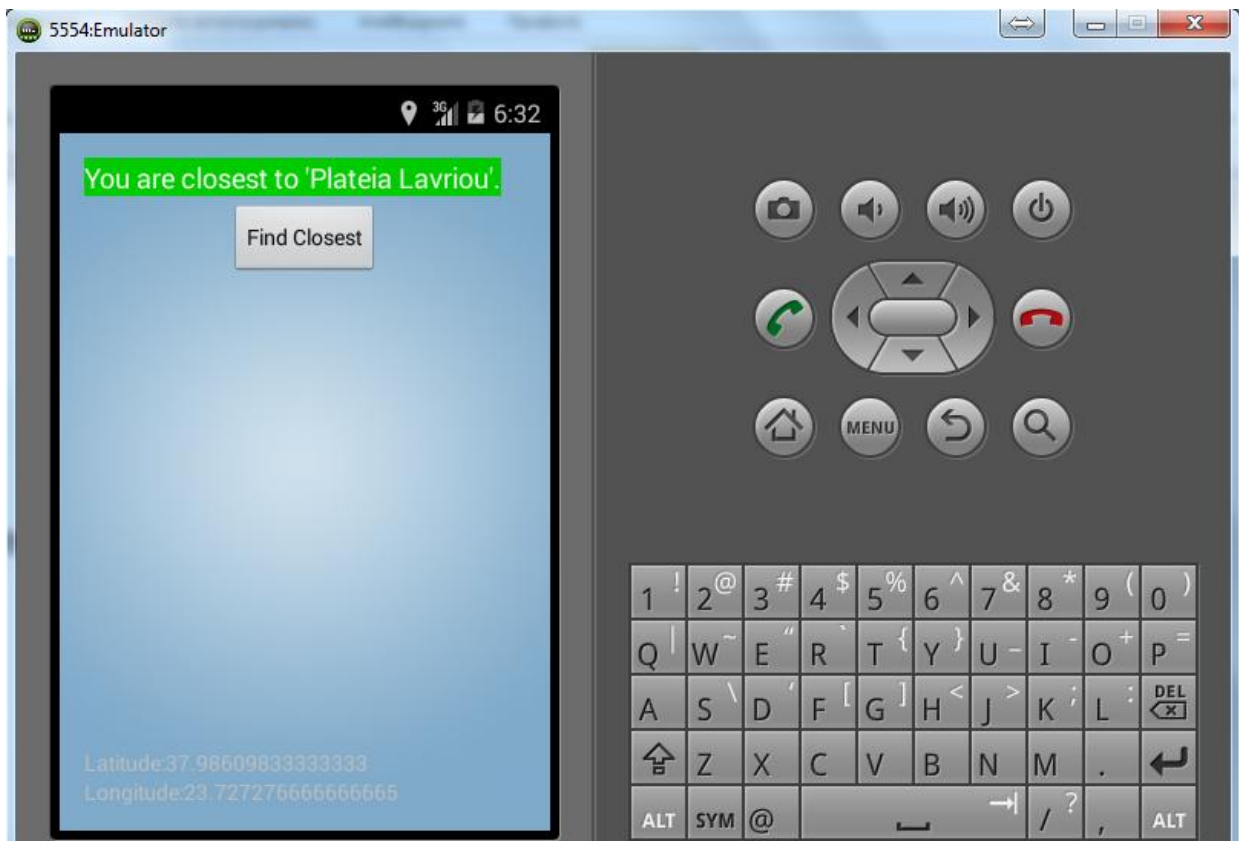 5554:Emulator
3G 6:32
You are closest to 'Plateia Lavriou'.
Find Closest
Latitude:37.98609833333333
Longitude:23.727276666666665
MENU
1 ! 2 @ 3 # 4 $ 5 % 6 ^ 7 & 8 * 9 ( 0 )
Q | W ~ E “ R ` T { Y } U _ I - O + P =
A S \ D ‘ F [ G ] H < J > K ; L : DEL
Z X C V B N M .
ALT SYM @ / ? , ALT